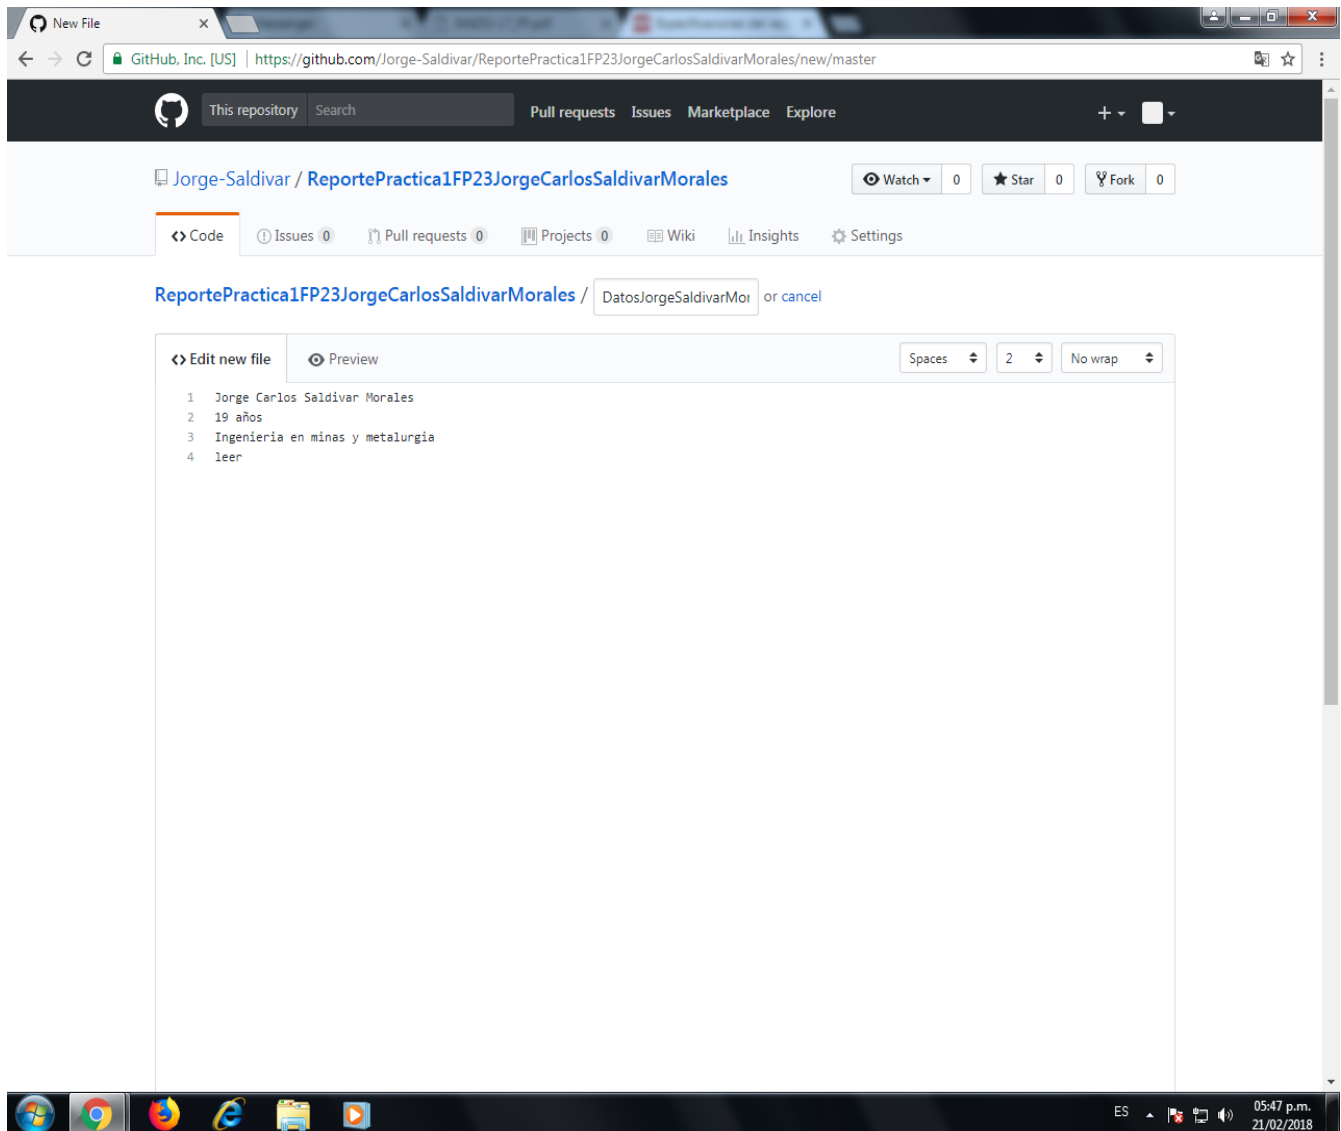 New File
GitHub, Inc. [US] | https://github.com/Jorge-Saldivar/ReportePractica1FP23JorgeCarlosSaldivarMorales/new/master
This repository Search Pull requests Issues Marketplace Explore
Jorge-Saldivar / ReportePractica1FP23JorgeCarlosSaldivarMorales Watch 0 Star 0 Fork 0
Code Issues 0 Pull requests 0 Projects 0 Wiki Insights Settings
ReportePractica1FP23JorgeCarlosSaldivarMorales / DatosJorgeSaldivarMor or cancel
Edit new file Preview Spaces 2 No wrap
1 Jorge Carlos Saldivar Morales
2 19 años
3 Ingenieria en minas y metalurgia
4 leer
ES 05:47 p.m.
21/02/2018